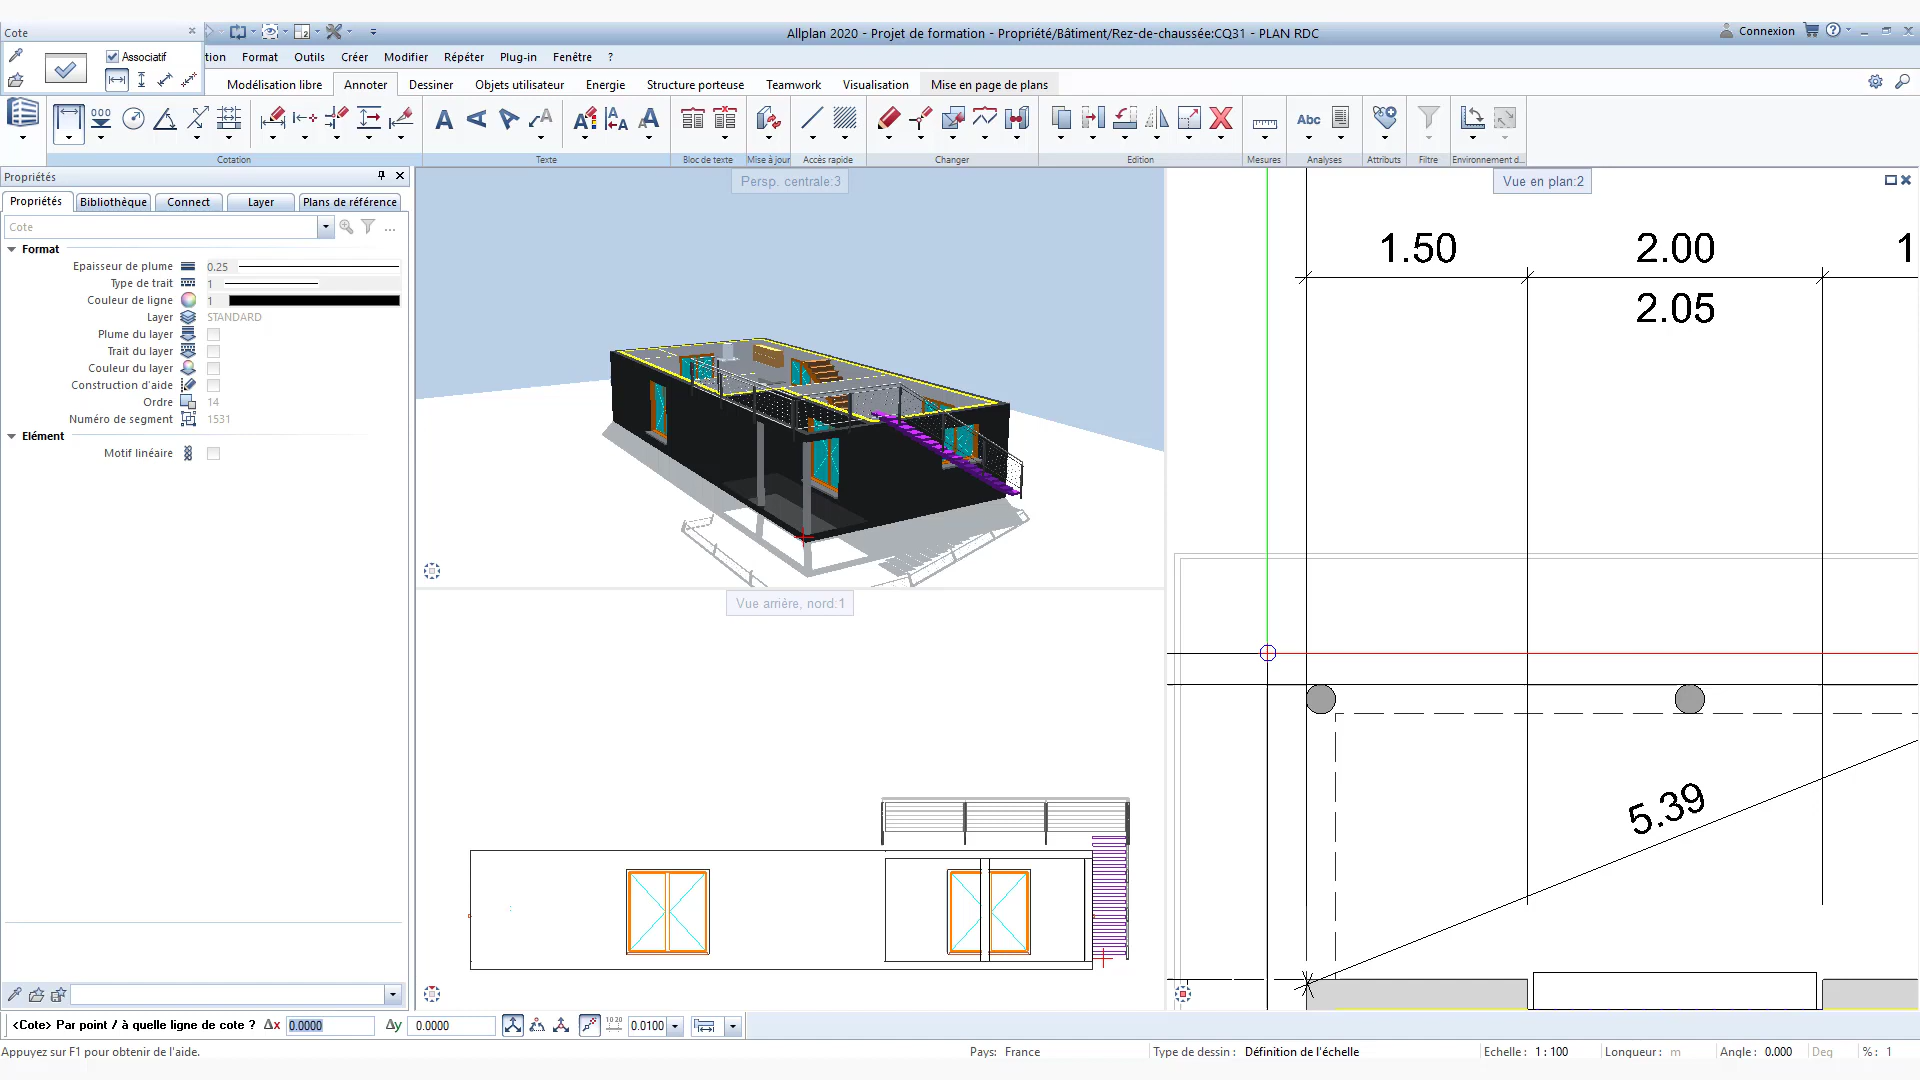 Cote
Allplan 2020 - Projet de formation - Propriété/Bâtiment/Rez-de-chaussée:CQ31 - PLAN RDC
Connexion
Associatif
tion Format Outils Créer Modifier Répéter Plug-in Fenêtre ?
Modélisation libre Annoter Dessiner Objets utilisateur Energie Structure porteuse Teamwork Visualisation Mise en page de plans
Abc
Cotation Texte Bloc de texte Mise à jour Accès rapide Changer Edition Mesures Analyses Attributs Filtre Environnement d...
Propriétés
Propriétés Bibliothèque Connect Layer Plans de référence
Cote
Format
Epaisseur de plume 0.25
Type de trait 1
Couleur de ligne 1
Layer STANDARD
Plume du layer
Trait du layer
Couleur du layer
Construction d'aide
Ordre 14
Numéro de segment 1531
Elément
Motif linéaire
Persp. centrale:3
Vue arrière, nord:1
Vue en plan:2
1.50 2.00 1
2.05
5.39
<Cote> Par point / à quelle ligne de cote ? Δx 0.0000 Δy 0.0000 0.0100
Appuyez sur F1 pour obtenir de l'aide.
Pays: France
Type de dessin : Définition de l'échelle
Echelle : 1 : 100
Longueur : m
Angle : 0.000 Deg
% : 1